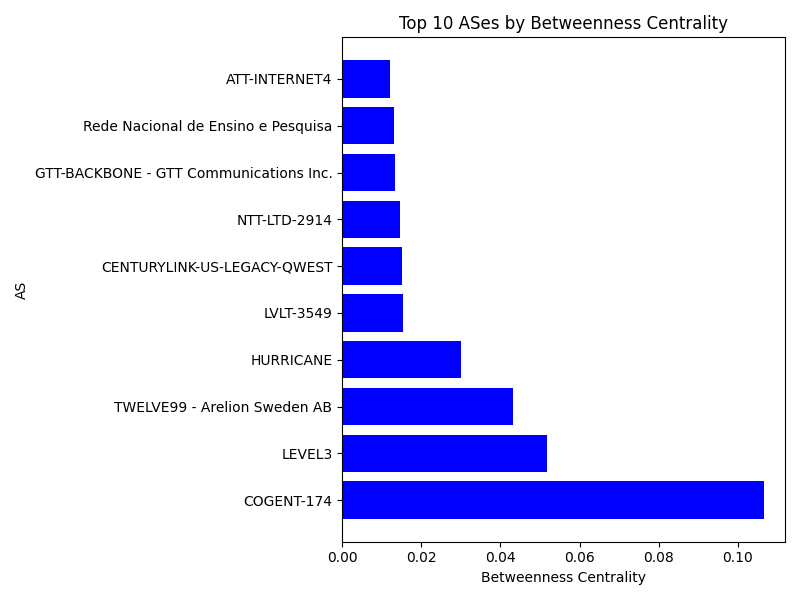 Top 10 ASes by Betweenness Centrality
ATT-INTERNET4
Rede Nacional de Ensino e Pesquisa
GTT-BACKBONE - GTT Communications Inc.
NTT-LTD-2914
CENTURYLINK-US-LEGACY-QWEST
LVLT-3549
HURRICANE
TWELVE99 - Arelion Sweden AB
LEVEL3
COGENT-174
AS
0.00 0.02 0.04 0.06 0.08 0.10
Betweenness Centrality